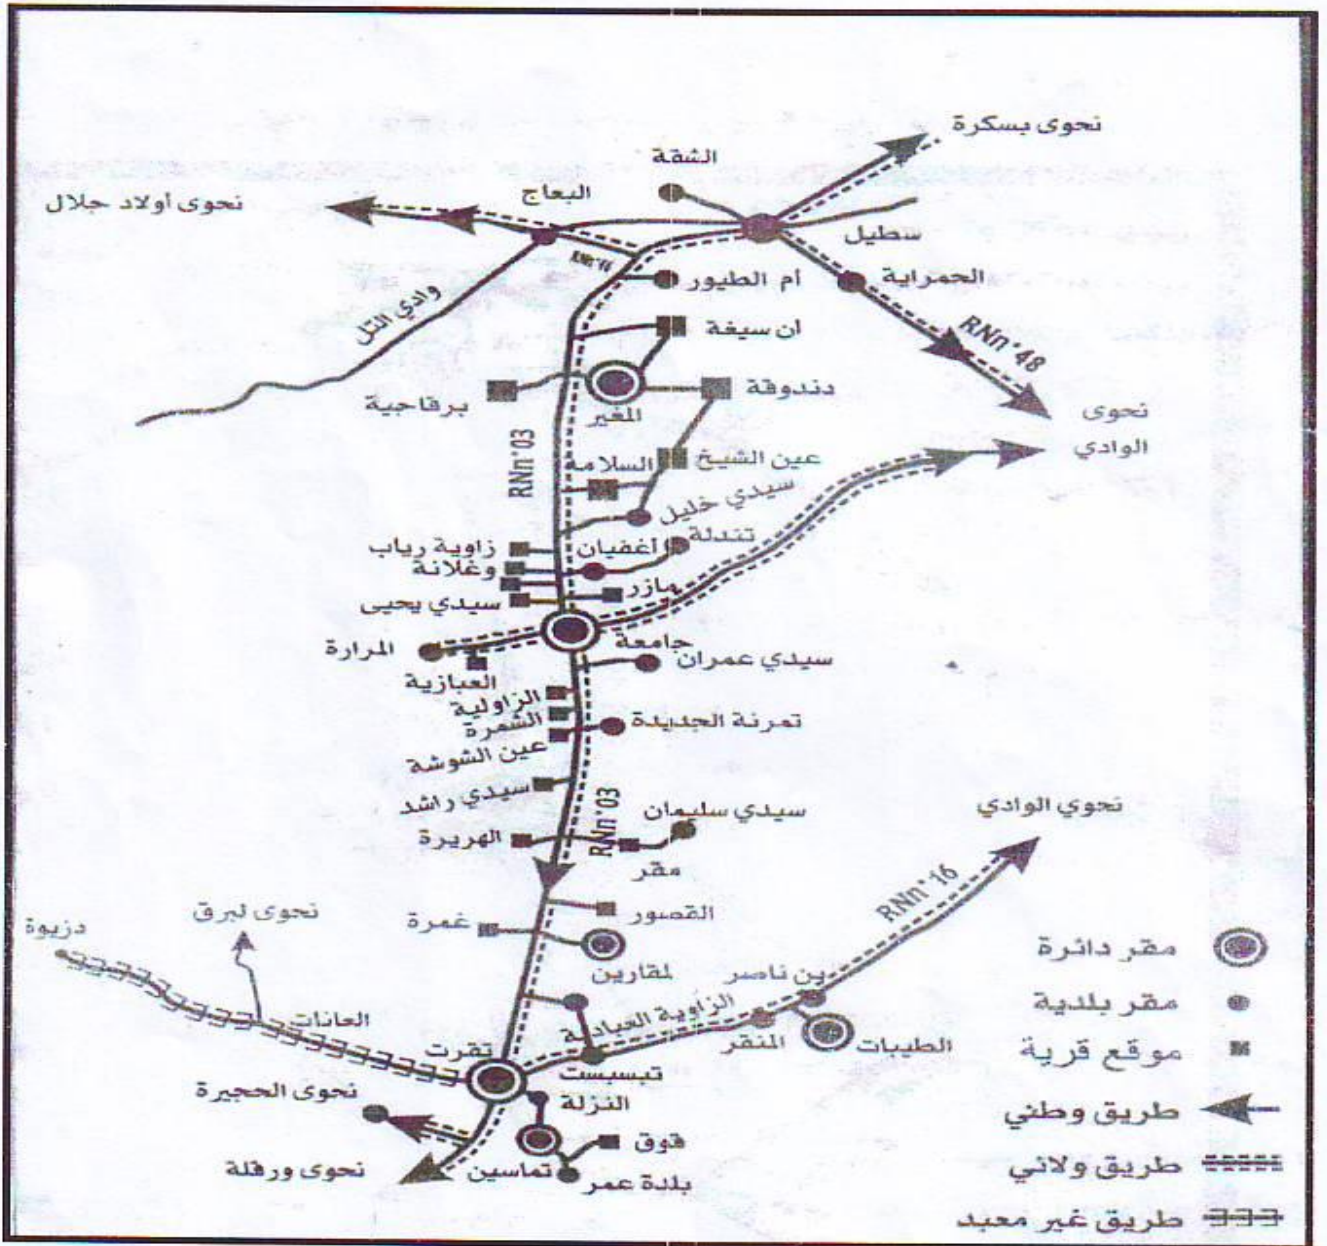 نحوى بسكرة
الشقة
البعاج
نحوى أولاد جلال
سطيل
الحمراية
أم الطيور
وادي التل
RNn°48
ان سيغة
دندوقة
المغير
برقاجية
نحوى
الوادي
RNn°03
السلامة
عين الشيخ
سيدي خليل
تندلة
أغفيان
زاوية رياب
وغلانة
مازر
سيدي يحيى
جامعة
المرارة
سيدي عمران
العبازية
الزاولية
الشمرة
تمرنة الجديدة
عين الشوشة
سيدي راشد
RNn°03
سيدي سليمان
نحوي الوادي
الهريرة
مقر
RNn°16
القصور
غمرة
نحوى لبرق
دزيوة
لمقارين
بن ناصر
الزاوية العبادية
العانات
تقرت
المنقر
الطيبات
تبسبست
نحوى الحجيرة
النزلة
قوق
نحوى ورقلة
تماسين
بلدة عمر
مقر دائرة
مقر بلدية
موقع قرية
طريق وطني
طريق ولائي
طريق غير معبد